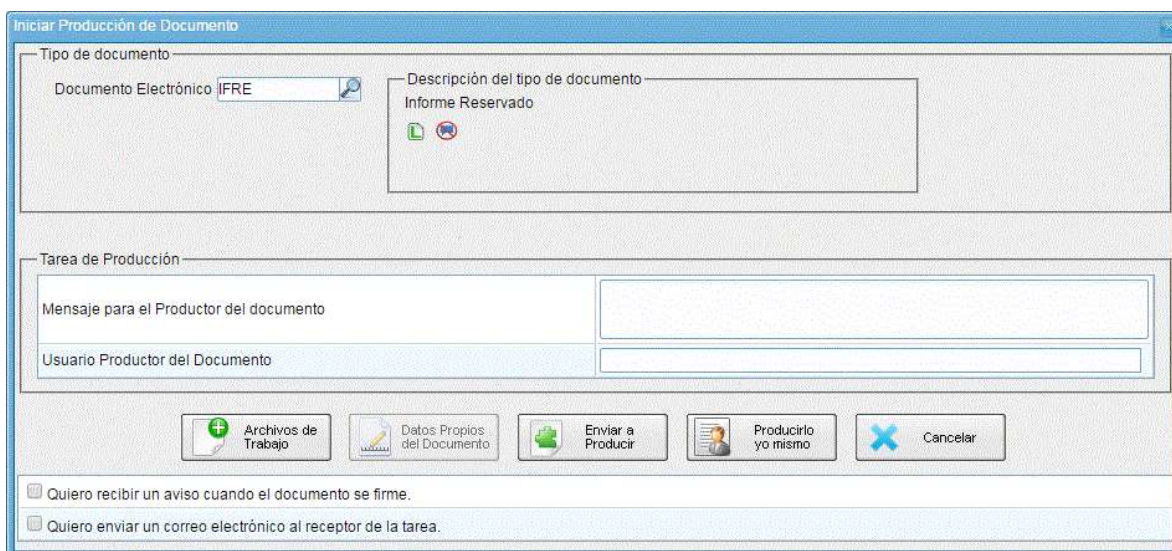 Iniciar Producción de Documento
Tipo de documento
Documento Electrónico IFRE
Descripción del tipo de documento
Informe Reservado
L
Tarea de Producción
Mensaje para el Productor del documento
Usuario Productor del Documento
Archivos de
Trabajo
Datos Propios
del Documento
Enviar a
Producir
Producirlo
yo mismo
Cancelar
Quiero recibir un aviso cuando el documento se firme.
Quiero enviar un correo electrónico al receptor de la tarea.